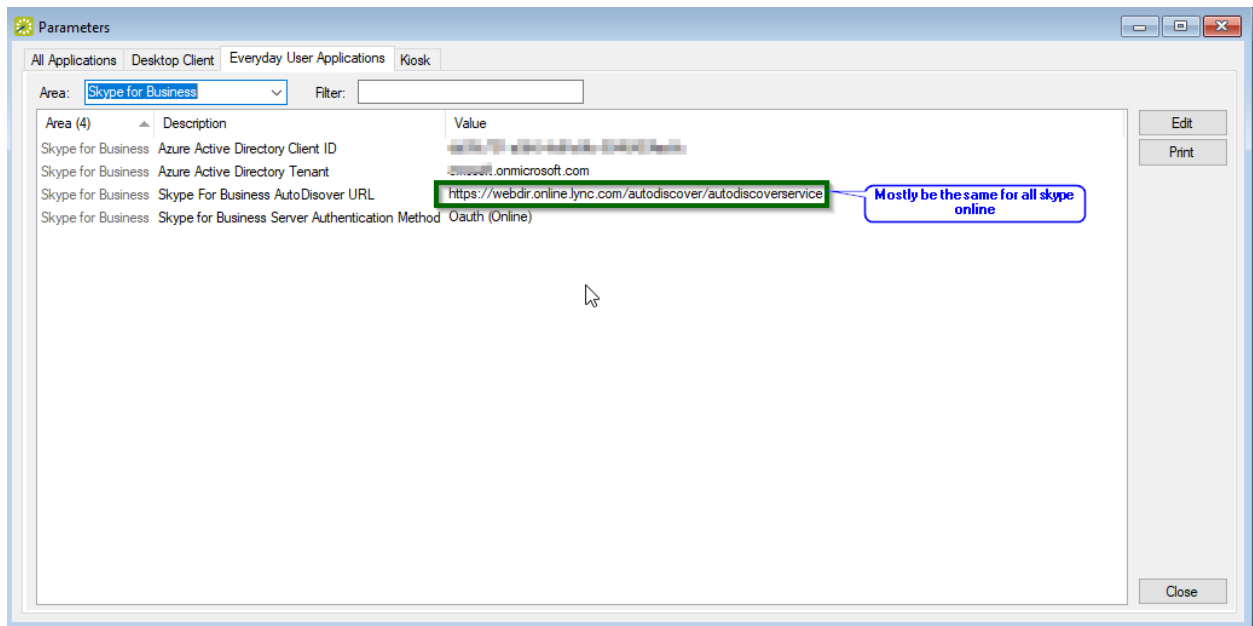 Parameters
All Applications Desktop Client Everyday User Applications Kiosk
Area: Skype for Business Filter:
Area (4) Description Value
Edit
Skype for Business Azure Active Directory Client ID
Print
Skype for Business Azure Active Directory Tenant .onmicrosoft.com
Skype for Business Skype For Business AutoDisover URL https://webdir.online.lync.com/autodiscover/autodiscoverservice
Mostly be the same for all skype
online
Skype for Business Skype for Business Server Authentication Method Oauth (Online)
Close